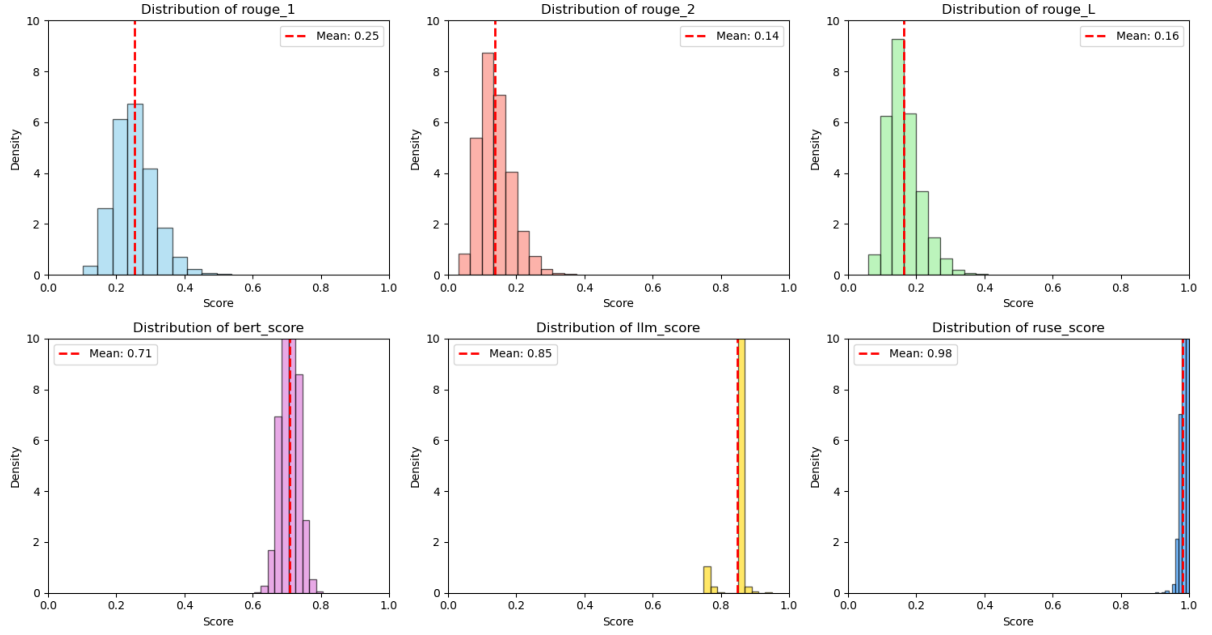 Distribution of rouge_1
Mean: 0.25
Density
10
8
6
4
2
0
0.0 0.2 0.4 0.6 0.8 1.0
Score
Distribution of rouge_2
Mean: 0.14
Density
10
8
6
4
2
0
0.0 0.2 0.4 0.6 0.8 1.0
Score
Distribution of rouge_L
Mean: 0.16
Density
10
8
6
4
2
0
0.0 0.2 0.4 0.6 0.8 1.0
Score
Distribution of bert_score
Mean: 0.71
Density
10
8
6
4
2
0
0.0 0.2 0.4 0.6 0.8 1.0
Score
Distribution of llm_score
Mean: 0.85
Density
10
8
6
4
2
0
0.0 0.2 0.4 0.6 0.8 1.0
Score
Distribution of ruse_score
Mean: 0.98
Density
10
8
6
4
2
0
0.0 0.2 0.4 0.6 0.8 1.0
Score